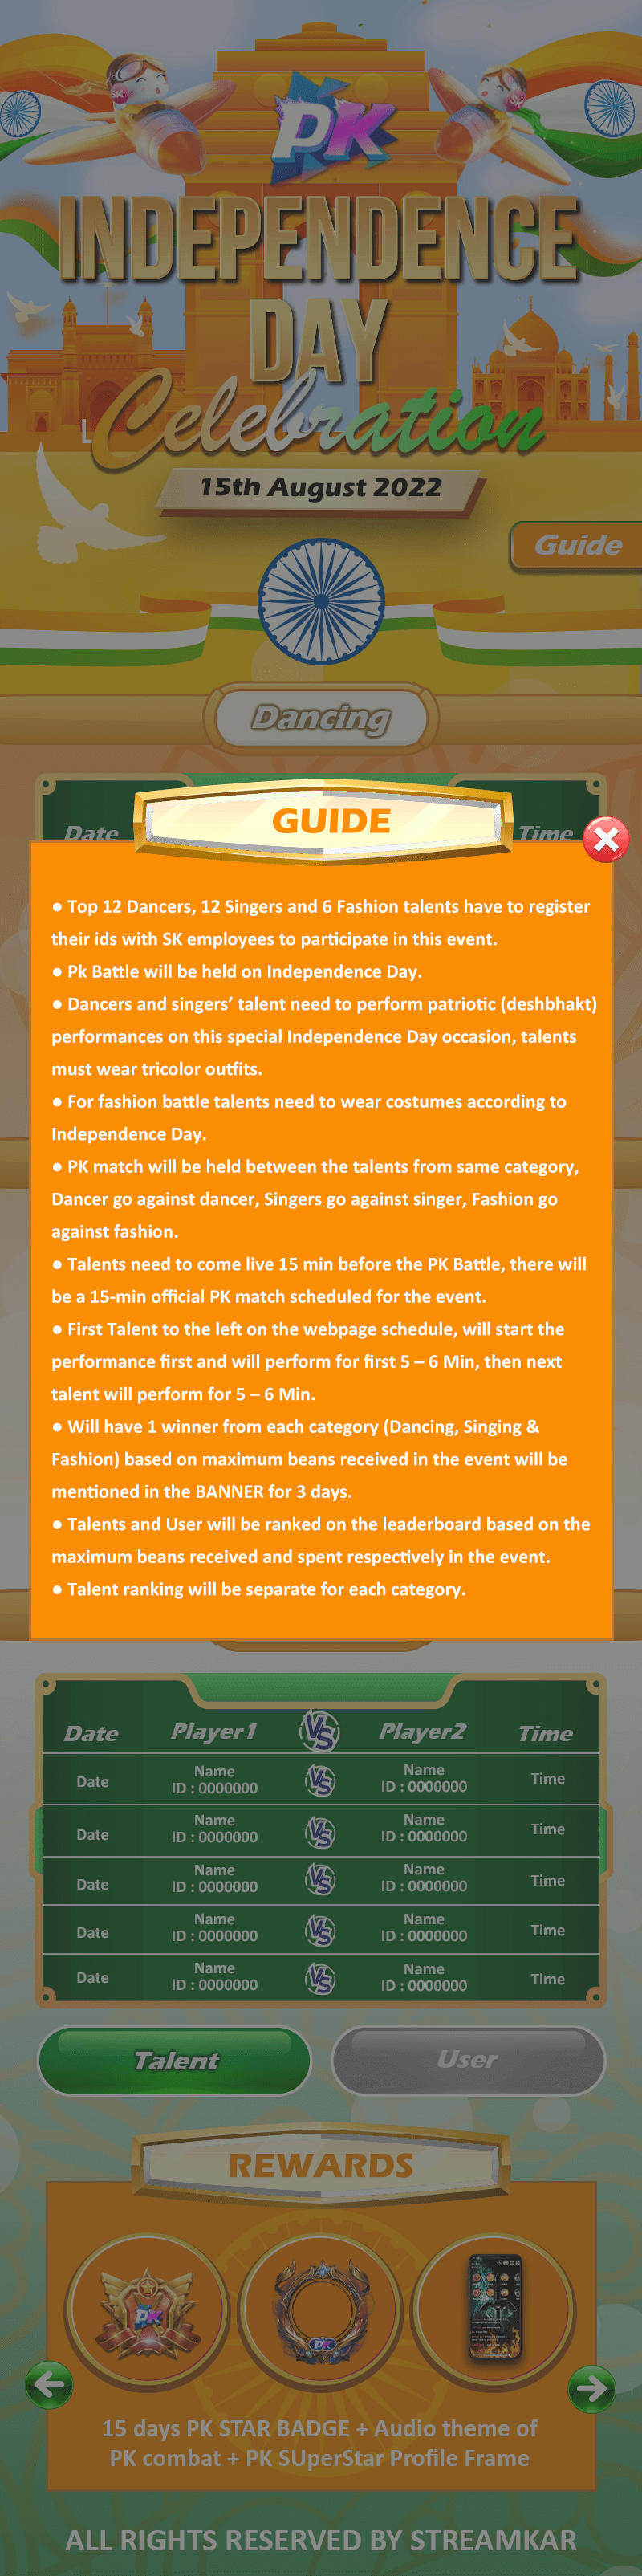 SK
SK
PK
INDEPENDENCE
DAY
L
Celebration
15th August 2022
Guide
Dancing
GUIDE
Date
Time
● Top 12 Dancers, 12 Singers and 6 Fashion talents have to register
their ids with SK employees to participate in this event.
● Pk Battle will be held on Independence Day.
● Dancers and singers’ talent need to perform patriotic (deshbhakt)
performances on this special Independence Day occasion, talents
must wear tricolor outfits.
● For fashion battle talents need to wear costumes according to
Independence Day.
● PK match will be held between the talents from same category,
Dancer go against dancer, Singers go against singer, Fashion go
against fashion.
● Talents need to come live 15 min before the PK Battle, there will
be a 15-min official PK match scheduled for the event.
● First Talent to the left on the webpage schedule, will start the
performance first and will perform for first 5 – 6 Min, then next
talent will perform for 5 – 6 Min.
● Will have 1 winner from each category (Dancing, Singing &
Fashion) based on maximum beans received in the event will be
mentioned in the BANNER for 3 days.
● Talents and User will be ranked on the leaderboard based on the
maximum beans received and spent respectively in the event.
● Talent ranking will be separate for each category.
Date Player1 VS Player2 Time
Name Name
Date ID : 0000000 VS ID : 0000000 Time
Name Name
Date ID : 0000000 VS ID : 0000000 Time
Name Name
Date ID : 0000000 VS ID : 0000000 Time
Name Name
Date ID : 0000000 VS ID : 0000000 Time
Name Name
Date ID : 0000000 VS ID : 0000000 Time
Talent User
REWARDS
PK
PK
15 days PK STAR BADGE + Audio theme of
PK combat + PK SUperStar Profile Frame
ALL RIGHTS RESERVED BY STREAMKAR